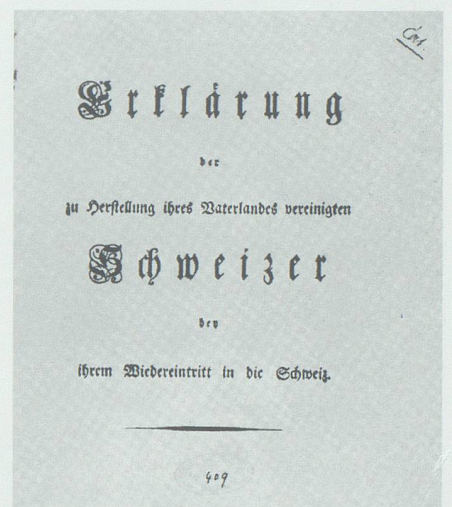 Erklärung
der
zu Herstellung ihres Vaterlandes vereinigten
Schweizer
bey
ihrem Wiedereintritt in die Schweiz.
409